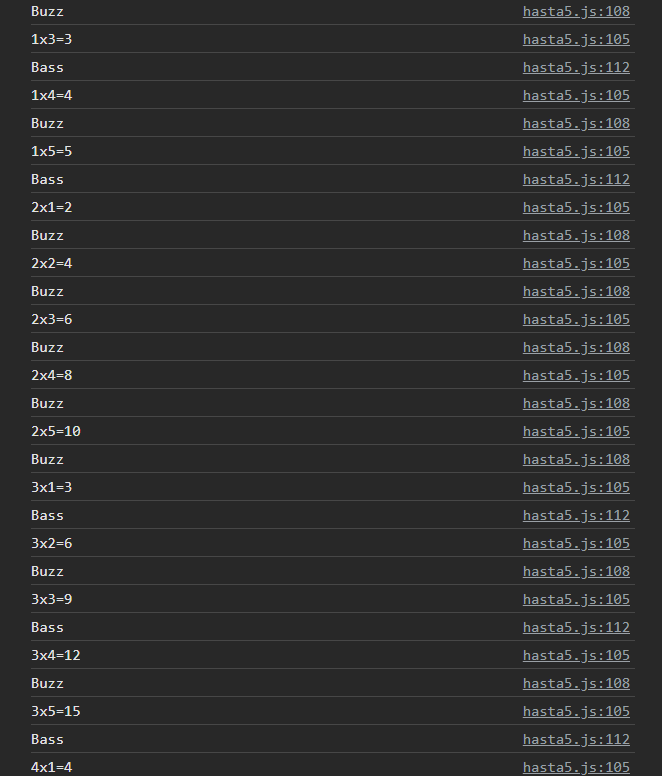 Buzz hasta5.js:108
1x3=3 hasta5.js:105
Bass hasta5.js:112
1x4=4 hasta5.js:105
Buzz hasta5.js:108
1x5=5 hasta5.js:105
Bass hasta5.js:112
2x1=2 hasta5.js:105
Buzz hasta5.js:108
2x2=4 hasta5.js:105
Buzz hasta5.js:108
2x3=6 hasta5.js:105
Buzz hasta5.js:108
2x4=8 hasta5.js:105
Buzz hasta5.js:108
2x5=10 hasta5.js:105
Buzz hasta5.js:108
3x1=3 hasta5.js:105
Bass hasta5.js:112
3x2=6 hasta5.js:105
Buzz hasta5.js:108
3x3=9 hasta5.js:105
Bass hasta5.js:112
3x4=12 hasta5.js:105
Buzz hasta5.js:108
3x5=15 hasta5.js:105
Bass hasta5.js:112
4x1=4 hasta5.js:105